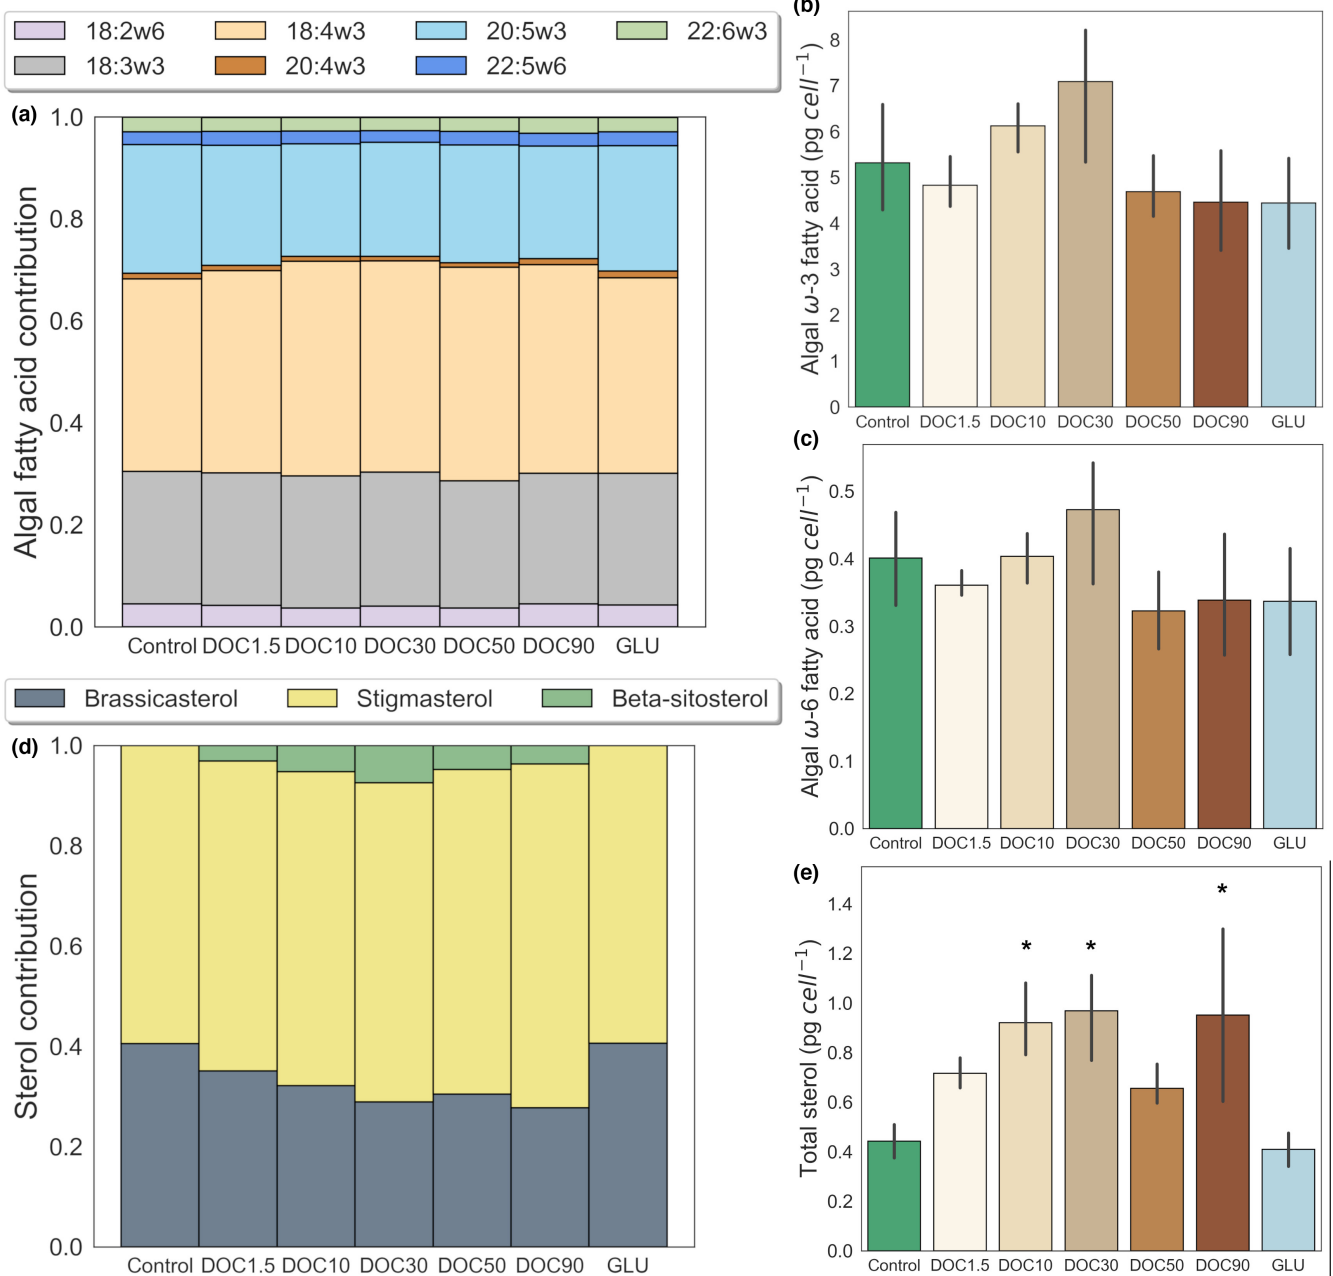 18:2w6 18:4w3 20:5w3 22:6w3
18:3w3 20:4w3 22:5w6
(a)
Algal fatty acid contribution
1.0
0.8
0.6
0.4
0.2
0.0
Control DOC1.5 DOC10 DOC30 DOC50 DOC90 GLU
(b)
Algal ω-3 fatty acid (pg cell⁻¹)
8
7
6
5
4
3
2
1
0
Control DOC1.5 DOC10 DOC30 DOC50 DOC90 GLU
(c)
Algal ω-6 fatty acid (pg cell⁻¹)
0.5
0.4
0.3
0.2
0.1
0.0
Control DOC1.5 DOC10 DOC30 DOC50 DOC90 GLU
Brassicasterol Stigmasterol Beta-sitosterol
(d)
Sterol contribution
1.0
0.8
0.6
0.4
0.2
0.0
Control DOC1.5 DOC10 DOC30 DOC50 DOC90 GLU
(e)
Total sterol (pg cell⁻¹)
1.4
1.2
1.0
0.8
0.6
0.4
0.2
0.0
* * *
Control DOC1.5 DOC10 DOC30 DOC50 DOC90 GLU